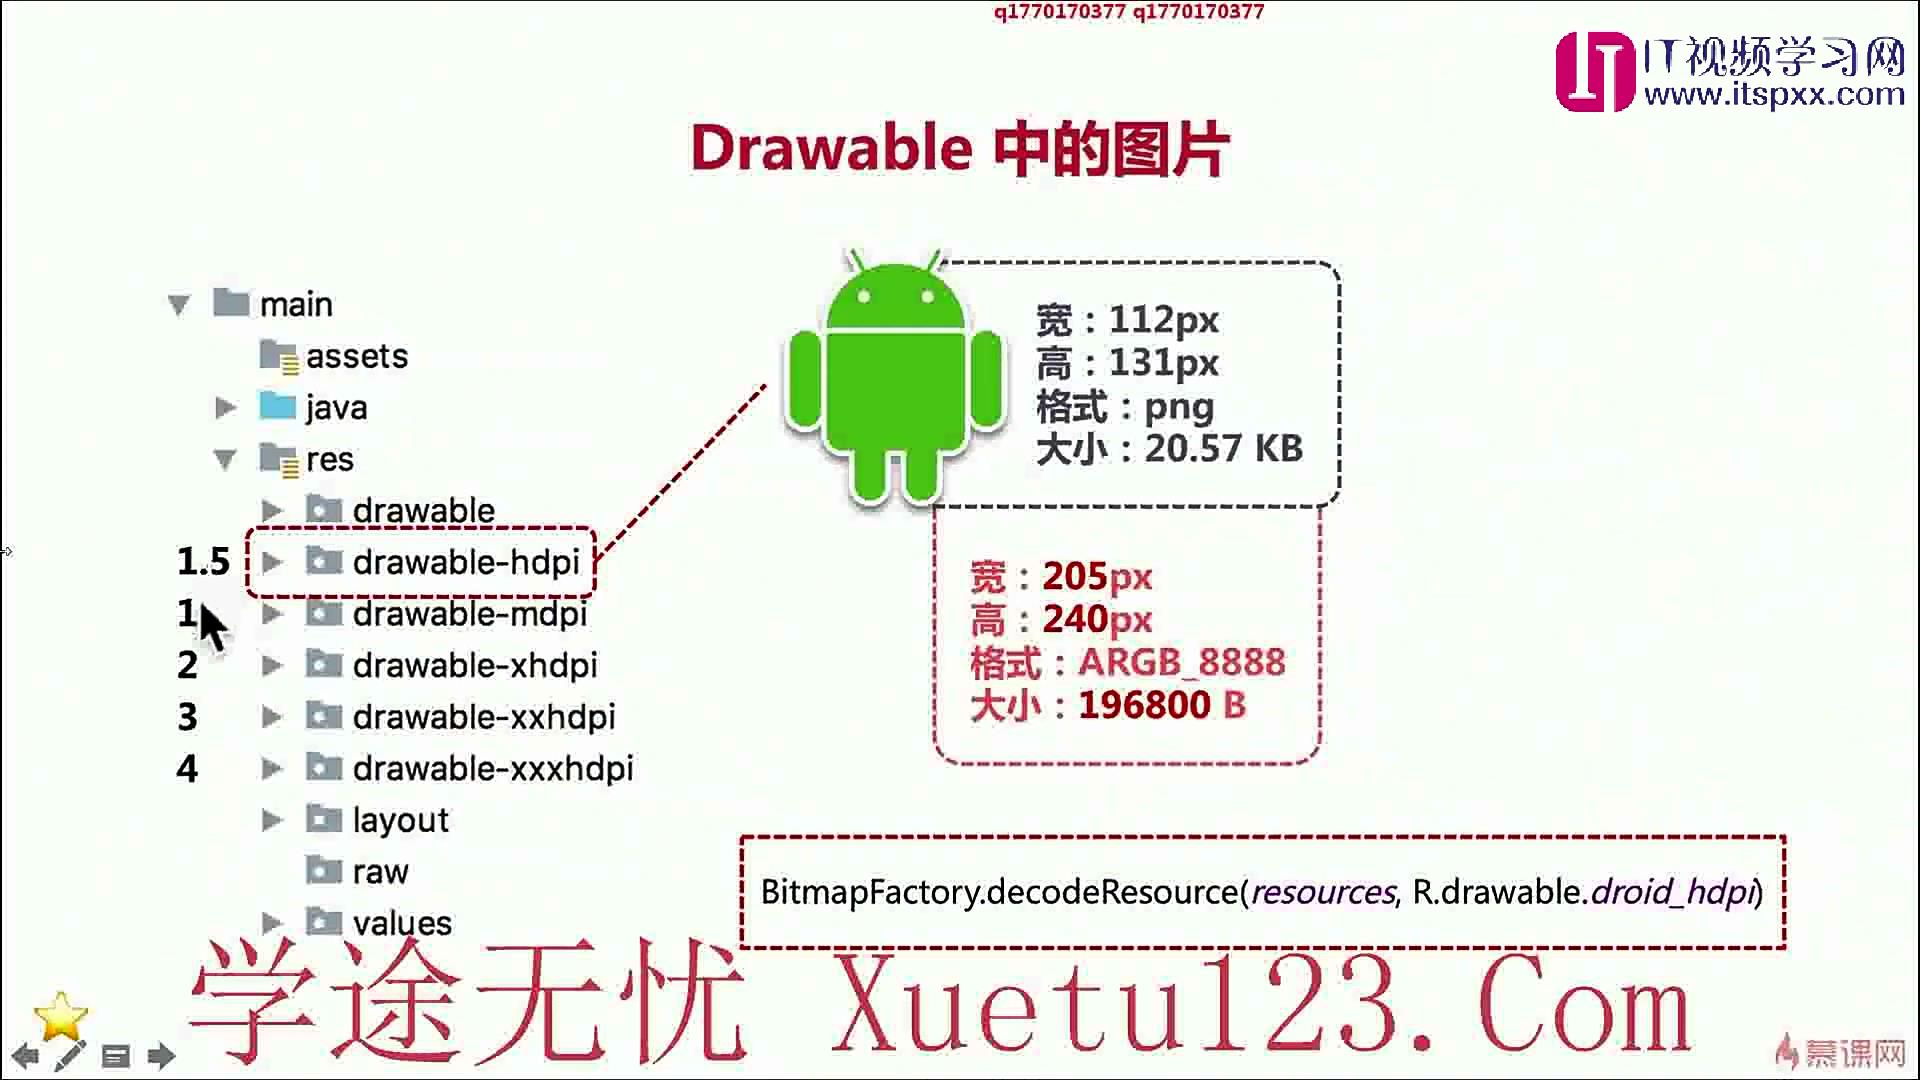 q1770170377 q1770170377
IT视频学习网
www.itspxx.com
Drawable 中的图片
main
assets
java
res
drawable
1.5 drawable-hdpi
1 drawable-mdpi
2 drawable-xhdpi
3 drawable-xxhdpi
4 drawable-xxxhdpi
layout
raw
values
宽：112px
高：131px
格式：png
大小：20.57 KB
宽：205px
高：240px
格式：ARGB_8888
大小：196800 B
BitmapFactory.decodeResource(resources, R.drawable.droid_hdpi)
学途无忧 Xuetu123.Com
慕课网